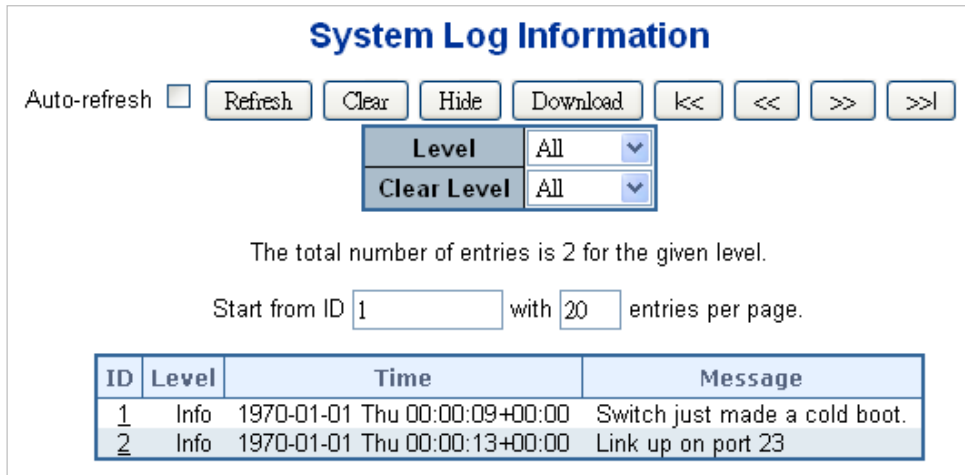 System Log Information
Auto-refresh Refresh Clear Hide Download |<< << >> >>|
Level All
Clear Level All
The total number of entries is 2 for the given level.
Start from ID 1 with 20 entries per page.
ID Level Time Message
1 Info 1970-01-01 Thu 00:00:09+00:00 Switch just made a cold boot.
2 Info 1970-01-01 Thu 00:00:13+00:00 Link up on port 23